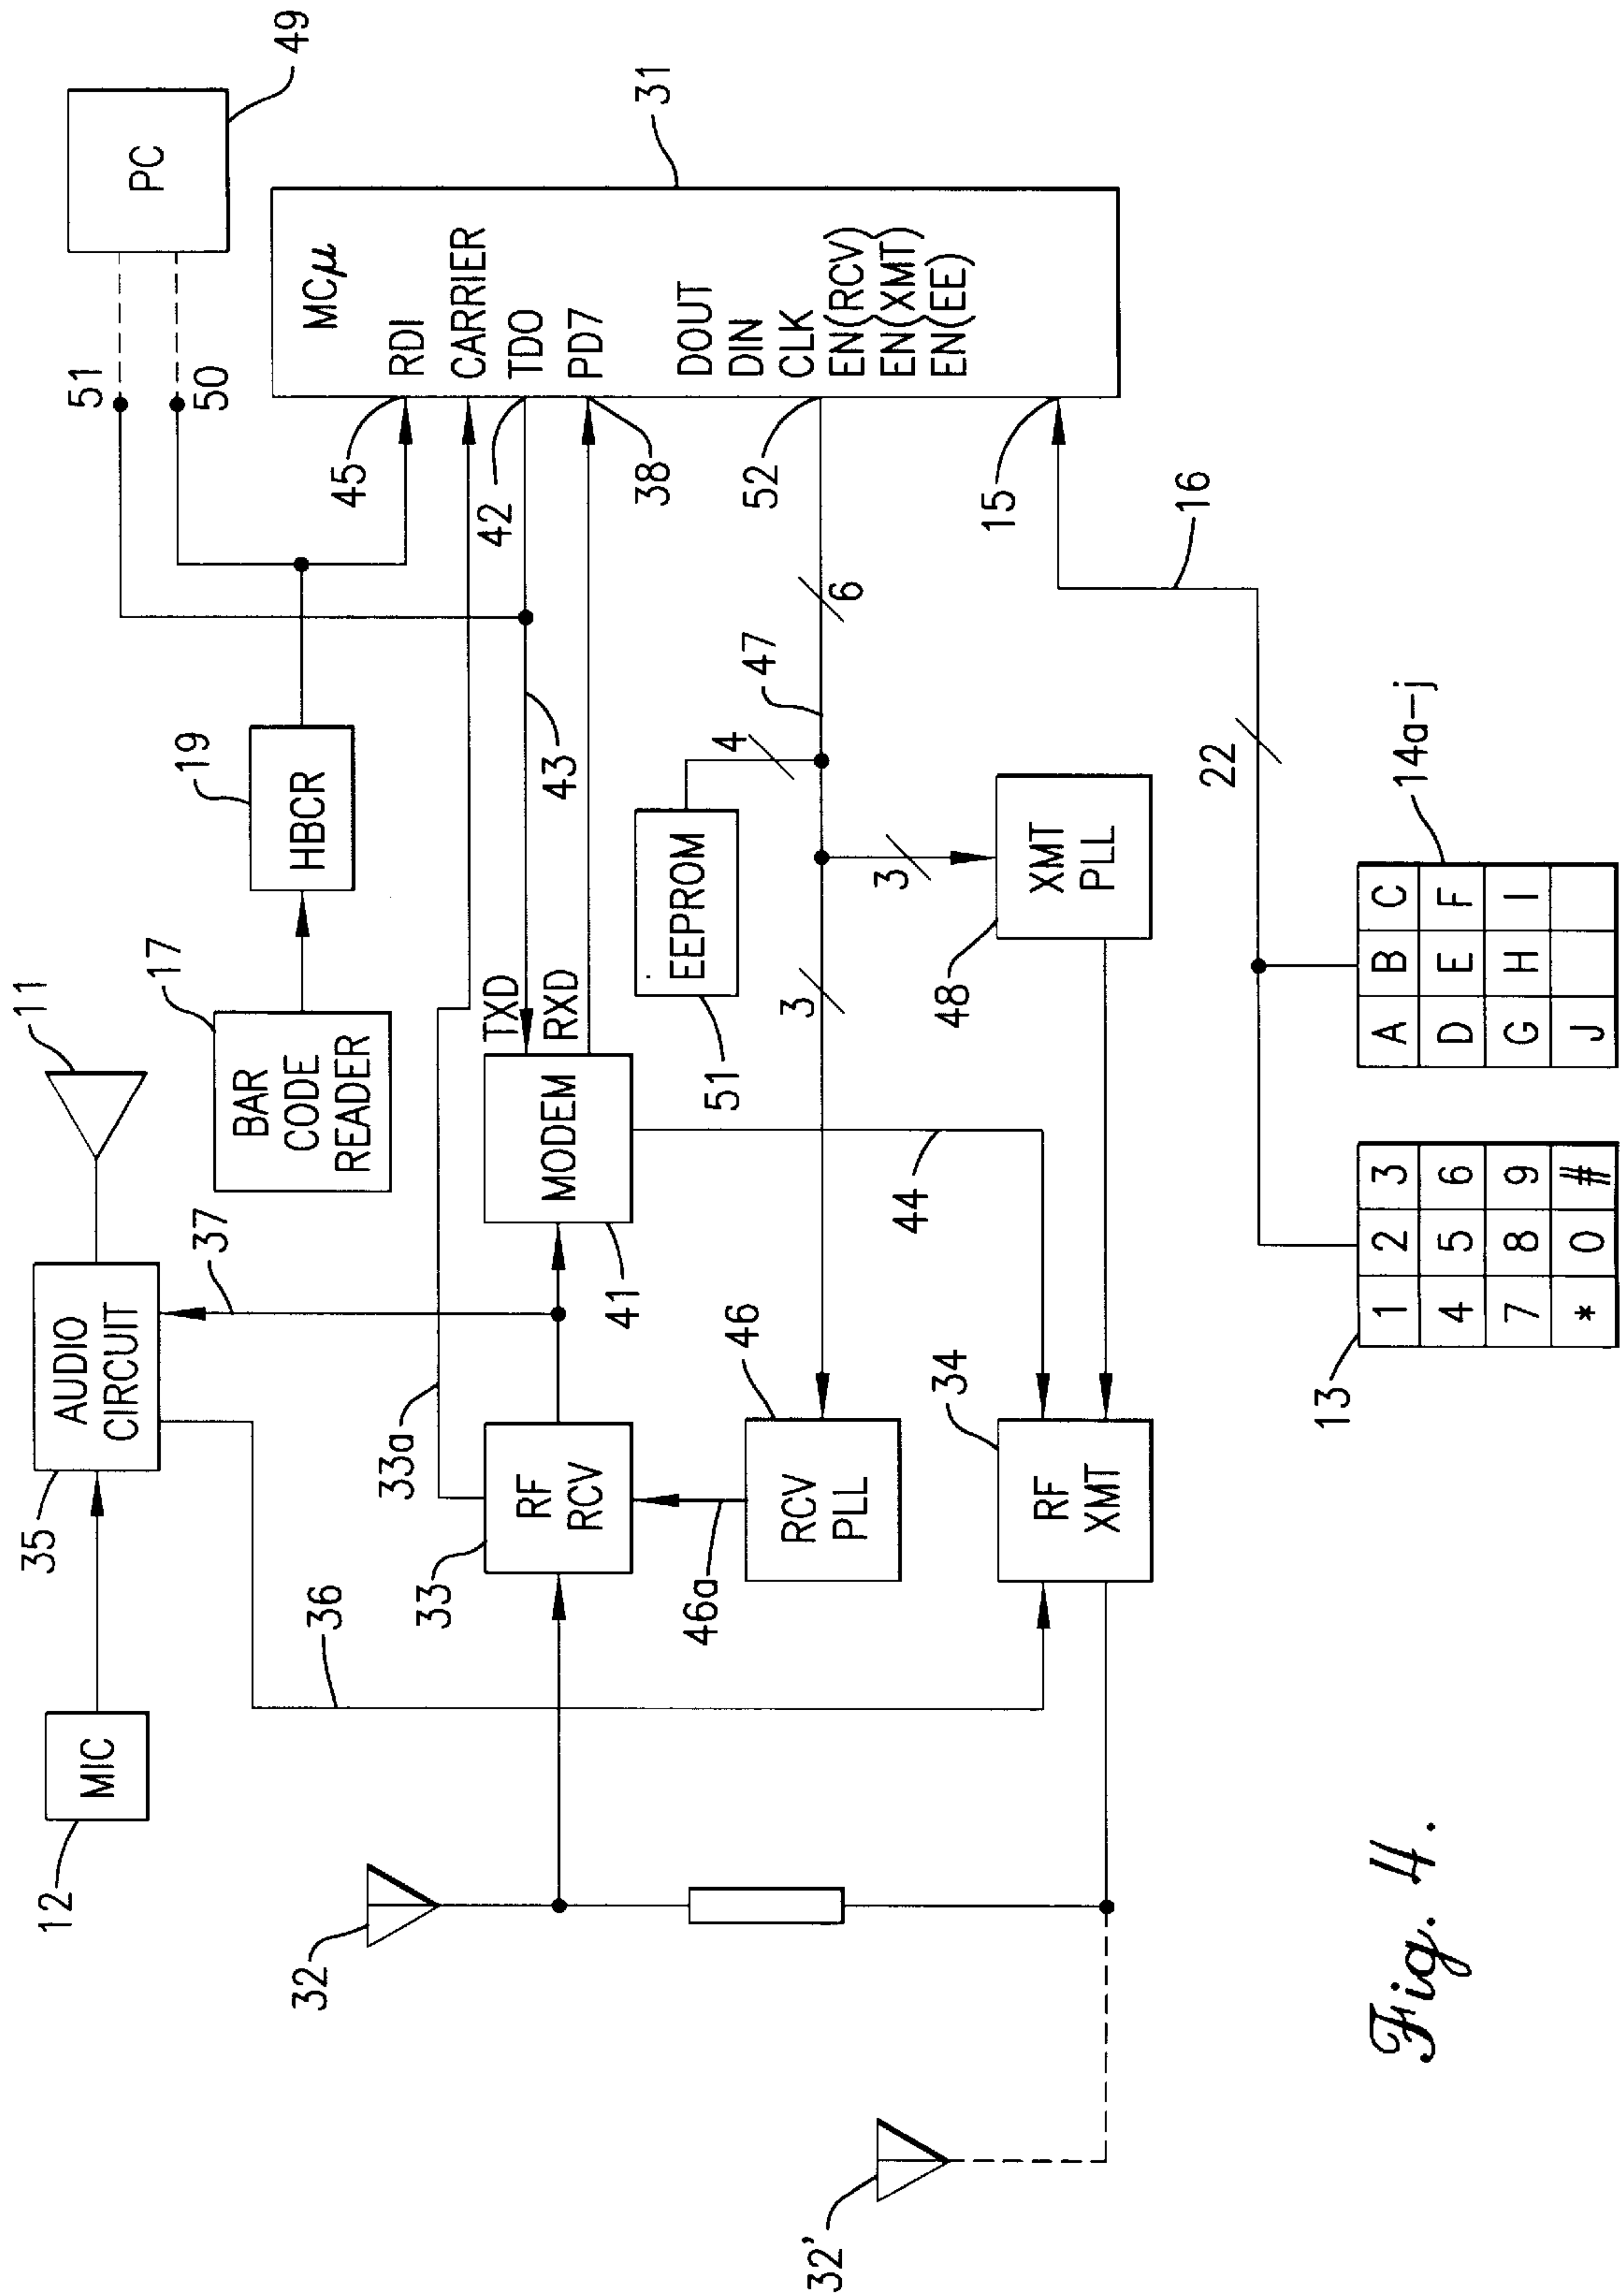 12
MIC
35
AUDIO
CIRCUIT
11
37
36
17
BAR
CODE
READER
19
HBCR
51
50
PC
49
32
33
RF
RCV
33a
41
MODEM
TXD
RXD
43
45
42
38
MCμ
31
RDI
CARRIER
TDO
PD7
DOUT
DIN
CLK
EN(RCV)
EN(XMT)
EN(EE)
46a
RCV
PLL
46
51
EEPROM
4
47
6
52
3
3
44
48
XMT
PLL
15
16
32'
34
RF
XMT
22
13
1 2 3
4 5 6
7 8 9
* 0 #
14a-j
A B C
D E F
G H I
J
Fig. 4.